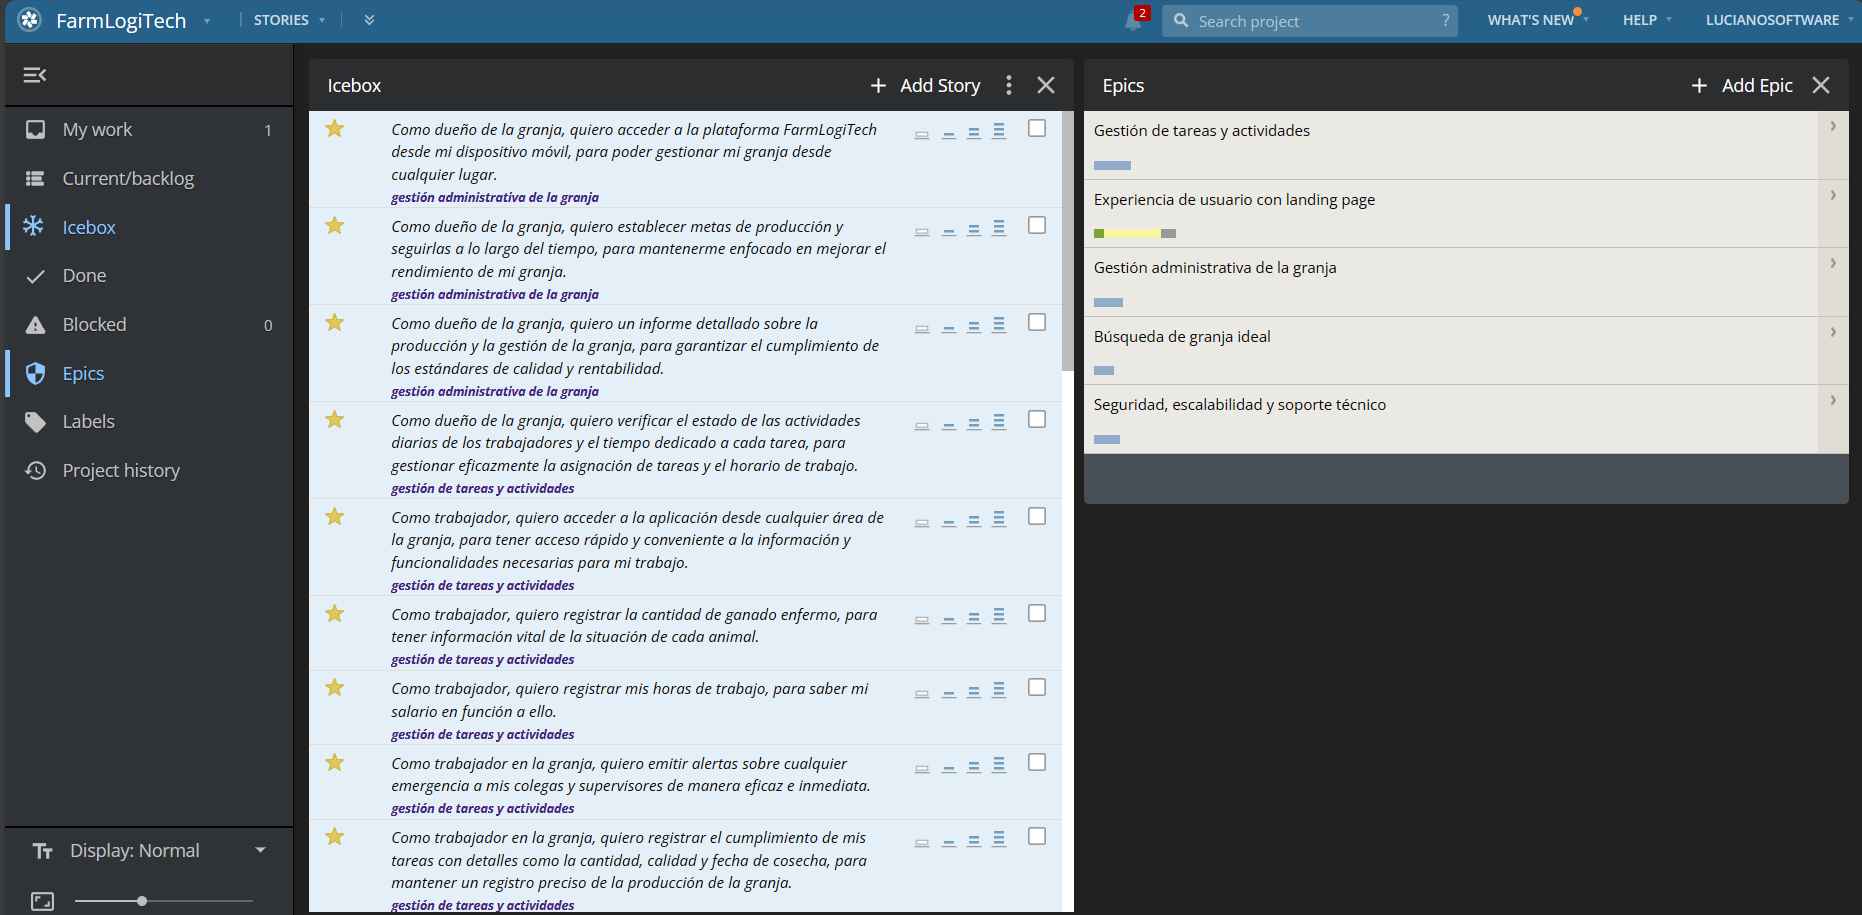 FarmLogiTech
STORIES
2
Search project
?
WHAT'S NEW
HELP
LUCIANOSOFTWARE
My work
1
Current/backlog
Icebox
Done
Blocked
0
Epics
Labels
Project history
Display: Normal
Icebox
+ Add Story
Como dueño de la granja, quiero acceder a la plataforma FarmLogiTech
desde mi dispositivo móvil, para poder gestionar mi granja desde
cualquier lugar.
gestión administrativa de la granja
Como dueño de la granja, quiero establecer metas de producción y
seguirlas a lo largo del tiempo, para mantenerme enfocado en mejorar el
rendimiento de mi granja.
gestión administrativa de la granja
Como dueño de la granja, quiero un informe detallado sobre la
producción y la gestión de la granja, para garantizar el cumplimiento de
los estándares de calidad y rentabilidad.
gestión administrativa de la granja
Como dueño de la granja, quiero verificar el estado de las actividades
diarias de los trabajadores y el tiempo dedicado a cada tarea, para
gestionar eficazmente la asignación de tareas y el horario de trabajo.
gestión de tareas y actividades
Como trabajador, quiero acceder a la aplicación desde cualquier área de
la granja, para tener acceso rápido y conveniente a la información y
funcionalidades necesarias para mi trabajo.
gestión de tareas y actividades
Como trabajador, quiero registrar la cantidad de ganado enfermo, para
tener información vital de la situación de cada animal.
gestión de tareas y actividades
Como trabajador, quiero registrar mis horas de trabajo, para saber mi
salario en función a ello.
gestión de tareas y actividades
Como trabajador en la granja, quiero emitir alertas sobre cualquier
emergencia a mis colegas y supervisores de manera eficaz e inmediata.
gestión de tareas y actividades
Como trabajador en la granja, quiero registrar el cumplimiento de mis
tareas con detalles como la cantidad, calidad y fecha de cosecha, para
mantener un registro preciso de la producción de la granja.
gestión de tareas y actividades
Epics
+ Add Epic
Gestión de tareas y actividades
Experiencia de usuario con landing page
Gestión administrativa de la granja
Búsqueda de granja ideal
Seguridad, escalabilidad y soporte técnico